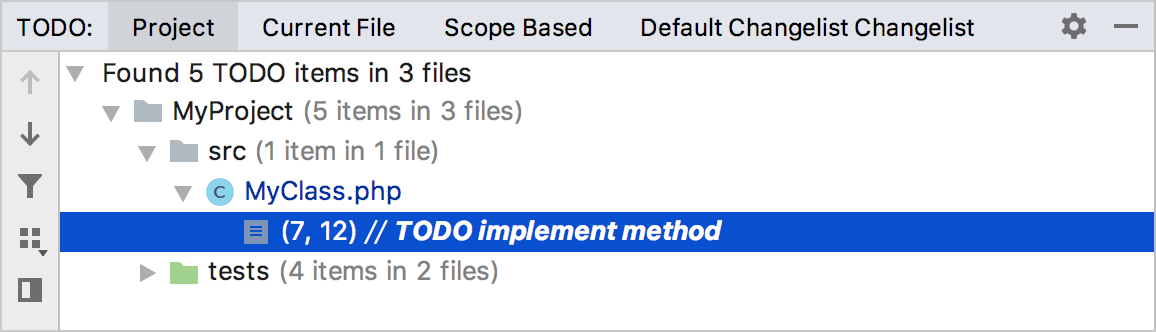 TODO: Project Current File Scope Based Default Changelist Changelist
Found 5 TODO items in 3 files
MyProject (5 items in 3 files)
src (1 item in 1 file)
C MyClass.php
(7, 12) // TODO implement method
tests (4 items in 2 files)